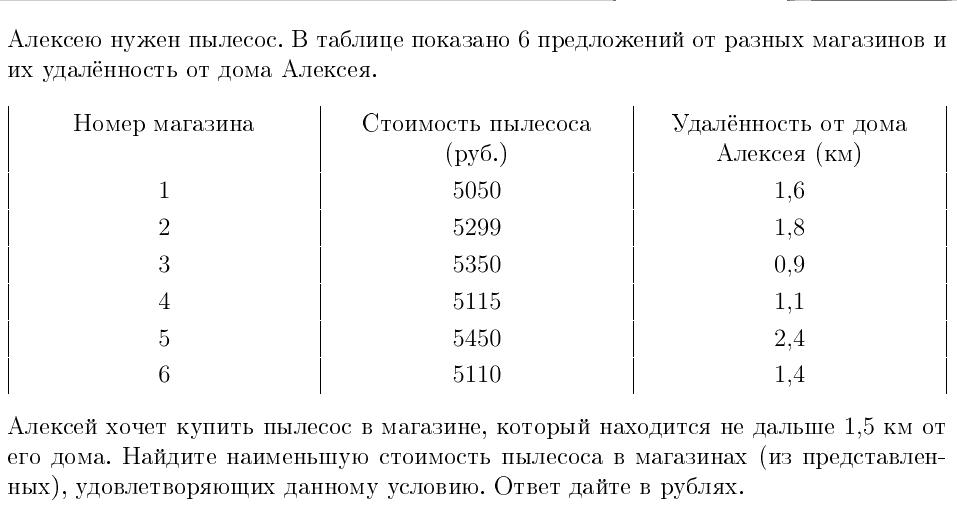 Алексею нужен пылесос. В таблице показано 6 предложений от разных магазинов и
их удалённость от дома Алексея.
Номер магазина Стоимость пылесоса Удалённость от дома
(руб.) Алексея (км)
1 5050 1,6
2 5299 1,8
3 5350 0,9
4 5115 1,1
5 5450 2,4
6 5110 1,4
Алексей хочет купить пылесос в магазине, который находится не дальше 1,5 км от
его дома. Найдите наименьшую стоимость пылесоса в магазинах (из представлен-
ных), удовлетворяющих данному условию. Ответ дайте в рублях.